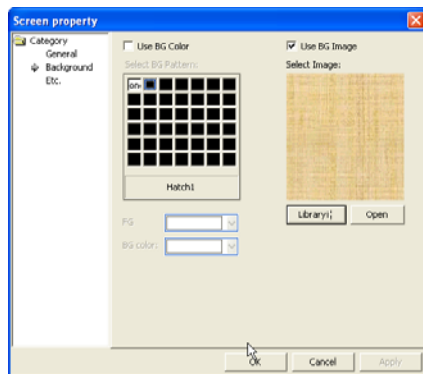 Screen property
Category
General
Background
Etc.
Use BG Color
Select BG Pattern:
on-
Hatch1
FG
BG color:
Use BG Image
Select Image:
Library¡¦
Open
OK
Cancel
Apply